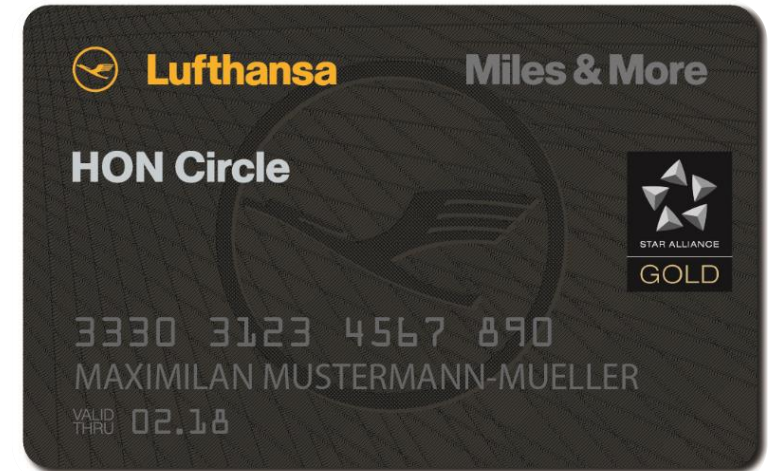 Lufthansa Miles & More
HON Circle
STAR ALLIANCE
GOLD
3330 3123 4567 890
MAXIMILAN MUSTERMANN-MUELLER
VALID
THRU 02.18